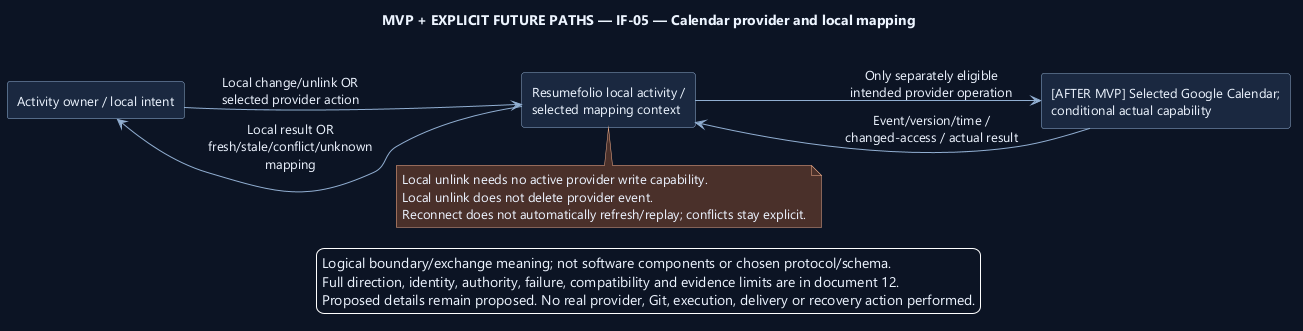 MVP + EXPLICIT FUTURE PATHS — IF-05 — Calendar provider and local mapping
Activity owner / local intent
Local change/unlink OR
selected provider action
Local result OR
fresh/stale/conflict/unknown
mapping
Resumefolio local activity /
selected mapping context
Only separately eligible
intended provider operation
Event/version/time /
changed-access / actual result
[AFTER MVP] Selected Google Calendar;
conditional actual capability
Local unlink needs no active provider write capability.
Local unlink does not delete provider event.
Reconnect does not automatically refresh/replay; conflicts stay explicit.
Logical boundary/exchange meaning; not software components or chosen protocol/schema.
Full direction, identity, authority, failure, compatibility and evidence limits are in document 12.
Proposed details remain proposed. No real provider, Git, execution, delivery or recovery action performed.